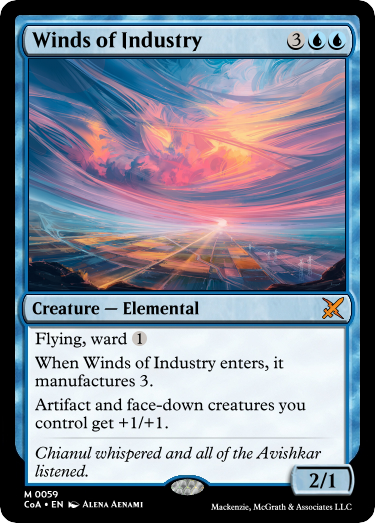 Winds of Industry 3
Creature — Elemental
Flying, ward 1
When Winds of Industry enters, it
manufactures 3.
Artifact and face-down creatures you
control get +1/+1.
Chianul whispered and all of the Avishkar
listened.
2/1
M 0059
CoA • EN Alena Aenami
Mackenzie, McGrath & Associates LLC